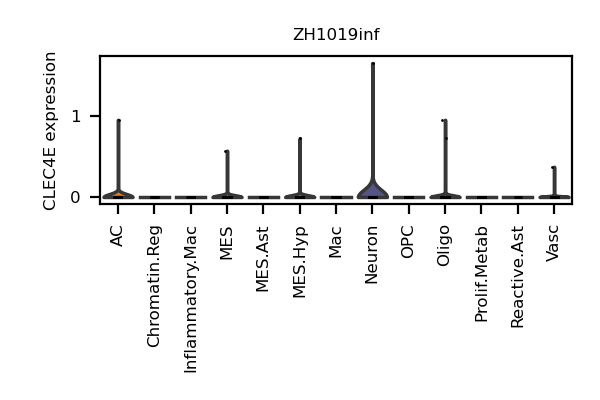 ZH1019inf
CLEC4E expression
1
0
AC
Chromatin.Reg
Inflammatory.Mac
MES
MES.Ast
MES.Hyp
Mac
Neuron
OPC
Oligo
Prolif.Metab
Reactive.Ast
Vasc